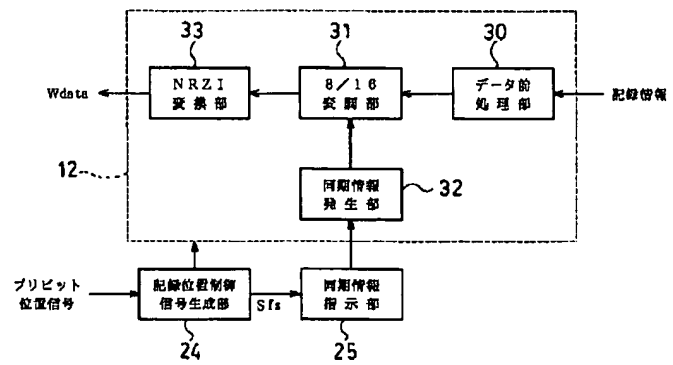 33
31
30
NRZI
変換部
8/16
変調部
データ前
処理部
Wdata
記録情報
12
同期情報
発生部
32
プリピット
位置信号
記録位置制御
信号生成部
Sfs
同期情報
指示部
24
25